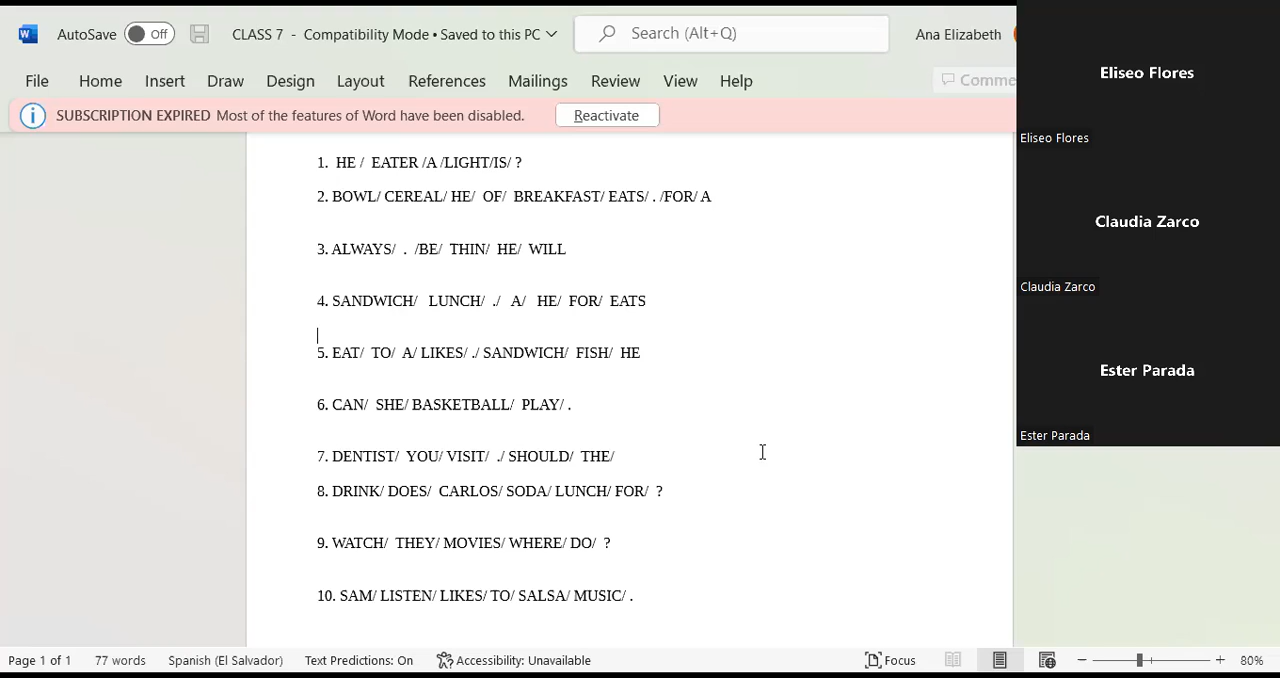 AutoSave Off CLASS 7 - Compatibility Mode • Saved to this PC Search (Alt+Q) Ana Elizabeth
File Home Insert Draw Design Layout References Mailings Review View Help Comme
SUBSCRIPTION EXPIRED Most of the features of Word have been disabled. Reactivate
1. HE / EATER /A /LIGHT/IS/ ?
2. BOWL/ CEREAL/ HE/ OF/ BREAKFAST/ EATS/ . /FOR/ A
3. ALWAYS/ . /BE/ THIN/ HE/ WILL
4. SANDWICH/ LUNCH/ ./ A/ HE/ FOR/ EATS
5. EAT/ TO/ A/ LIKES/ ./ SANDWICH/ FISH/ HE
6. CAN/ SHE/ BASKETBALL/ PLAY/ .
7. DENTIST/ YOU/ VISIT/ ./ SHOULD/ THE/
8. DRINK/ DOES/ CARLOS/ SODA/ LUNCH/ FOR/ ?
9. WATCH/ THEY/ MOVIES/ WHERE/ DO/ ?
10. SAM/ LISTEN/ LIKES/ TO/ SALSA/ MUSIC/ .
Page 1 of 1 77 words Spanish (El Salvador) Text Predictions: On Accessibility: Unavailable Focus 80%
Eliseo Flores
Eliseo Flores
Claudia Zarco
Claudia Zarco
Ester Parada
Ester Parada